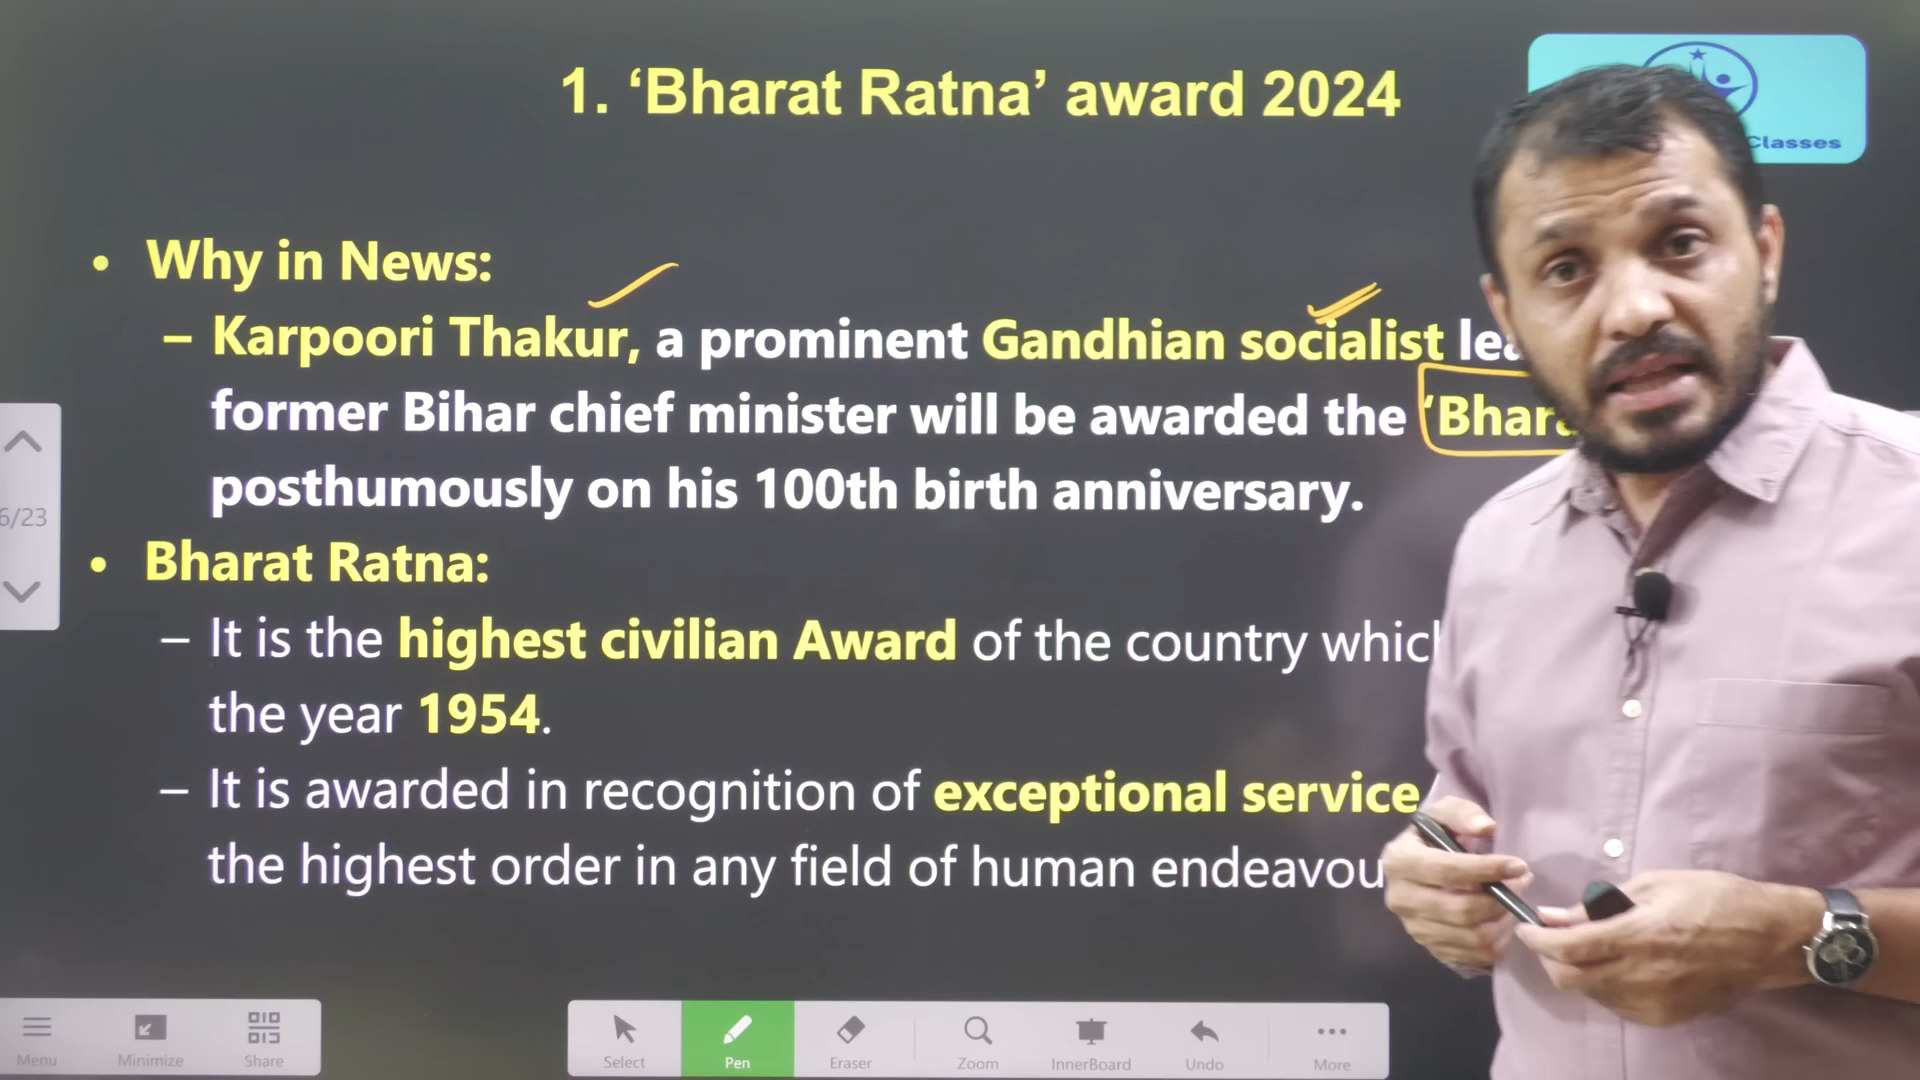 1. ‘Bharat Ratna’ award 2024
Classes
• Why in News:
– Karpoori Thakur, a prominent Gandhian socialist
former Bihar chief minister will be awarded the
posthumously on his 100th birth anniversary.
• Bharat Ratna:
– It is the highest civilian Award of the country
the year 1954.
– It is awarded in recognition of exceptional service
the highest order in any field of human
6/23
Menu
Minimize
Share
Select
Pen
Eraser
Zoom
InnerBoard
Undo
More